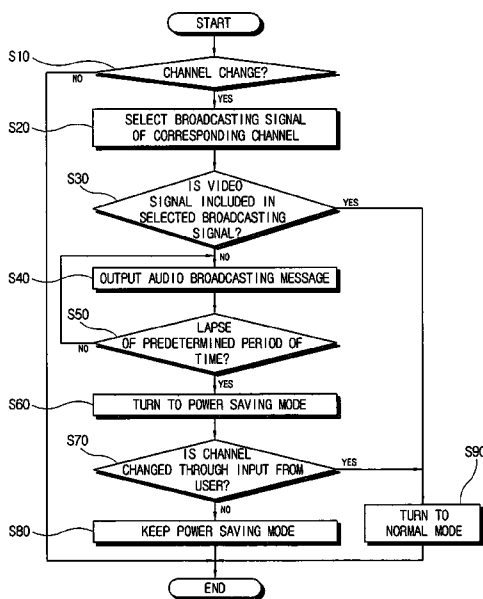 START
S10
CHANNEL CHANGE?
NO
YES
S20
SELECT BROADCASTING SIGNAL
OF CORRESPONDING CHANNEL
S30
IS VIDEO
SIGNAL INCLUDED IN
SELECTED BROADCASTING
SIGNAL?
YES
NO
S40
OUTPUT AUDIO BROADCASTING MESSAGE
S50
LAPSE
OF PREDETERMINED PERIOD OF
TIME?
NO
YES
S60
TURN TO POWER SAVING MODE
S70
IS CHANNEL
CHANGED THROUGH INPUT FROM
USER?
YES
NO
S90
TURN TO
NORMAL MODE
S80
KEEP POWER SAVING MODE
END